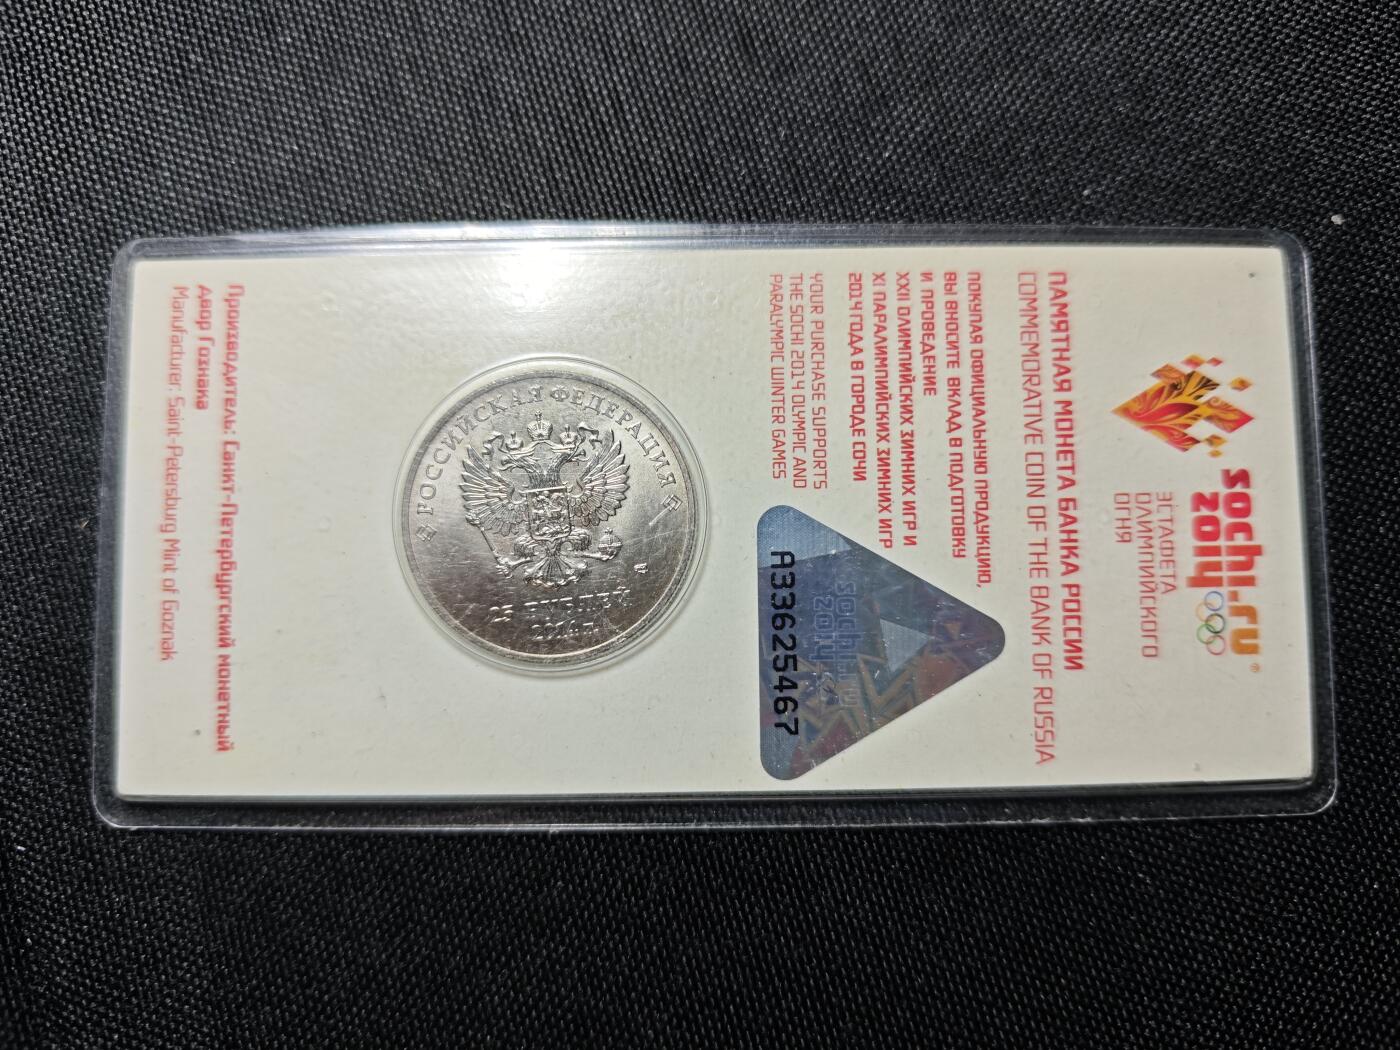 sochi.ru
2014
ЭСТАФЕТА
ОЛИМПИЙСКОГО
ОГНЯ
ПАМЯТНАЯ МОНЕТА БАНКА РОССИИ
COMMEMORATIVE COIN OF THE BANK OF RUSSIA
ПОКУПАЯ ОФИЦИАЛЬНУЮ ПРОДУКЦИЮ,
ВЫ ВНОСИТЕ ВКЛАД В ПОДГОТОВКУ
И ПРОВЕДЕНИЕ
XXII ОЛИМПИЙСКИХ ЗИМНИХ ИГР И
XI ПАРАЛИМПИЙСКИХ ЗИМНИХ ИГР
2014 ГОДА В ГОРОДЕ СОЧИ
YOUR PURCHASE SUPPORTS
THE SOCHI 2014 OLYMPIC AND
PARALYMPIC WINTER GAMES
sochi.ru
2014
A33625467
РОССИЙСКАЯ ФЕДЕРАЦИЯ
25 РУБЛЕЙ
2014 г.
Производитель: Санкт-Петербургский монетный
двор Гознака
Manufacturer: Saint-Petersburg Mint of Goznak